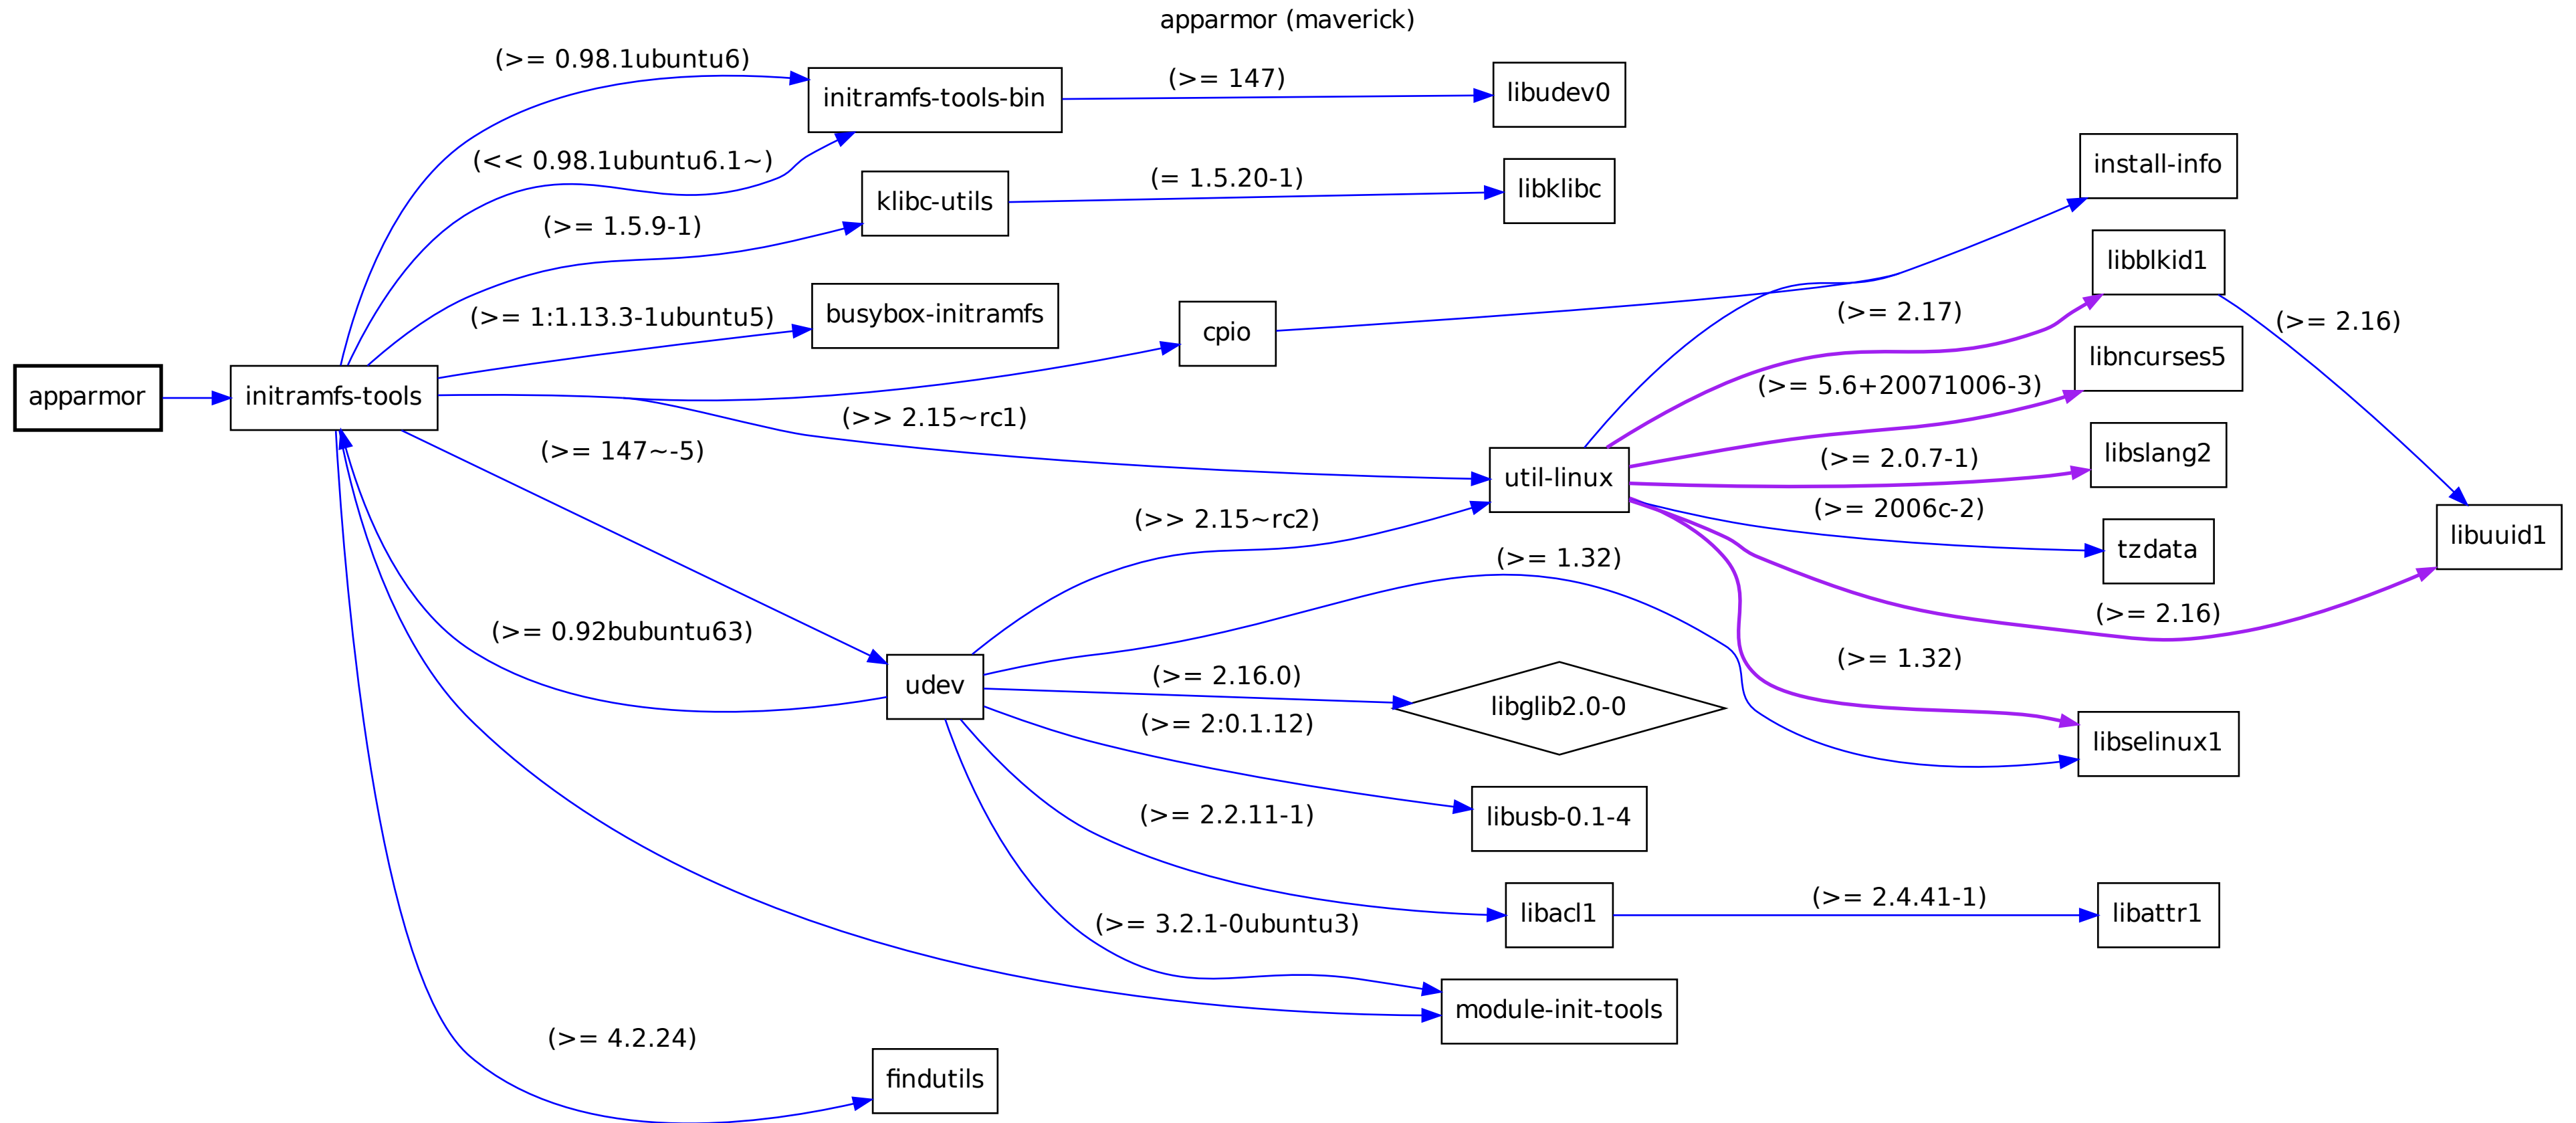 apparmor (maverick)
(>= 0.98.1ubuntu6)
initramfs-tools-bin
(>= 147)
libudev0
(<< 0.98.1ubuntu6.1~)
install-info
klibc-utils
(= 1.5.20-1)
libklibc
(>= 1.5.9-1)
libblkid1
(>= 1:1.13.3-1ubuntu5)
busybox-initramfs
cpio
(>= 2.17)
(>= 2.16)
libncurses5
apparmor
initramfs-tools
(>> 2.15~rc1)
(>= 5.6+20071006-3)
(>= 147~-5)
util-linux
(>= 2.0.7-1)
libslang2
(>> 2.15~rc2)
(>= 2006c-2)
tzdata
libuuid1
(>= 1.32)
(>= 2.16)
(>= 0.92bubuntu63)
(>= 1.32)
udev
(>= 2.16.0)
libglib2.0-0
(>= 2:0.1.12)
libselinux1
(>= 2.2.11-1)
libusb-0.1-4
(>= 3.2.1-0ubuntu3)
libacl1
(>= 2.4.41-1)
libattr1
module-init-tools
(>= 4.2.24)
findutils